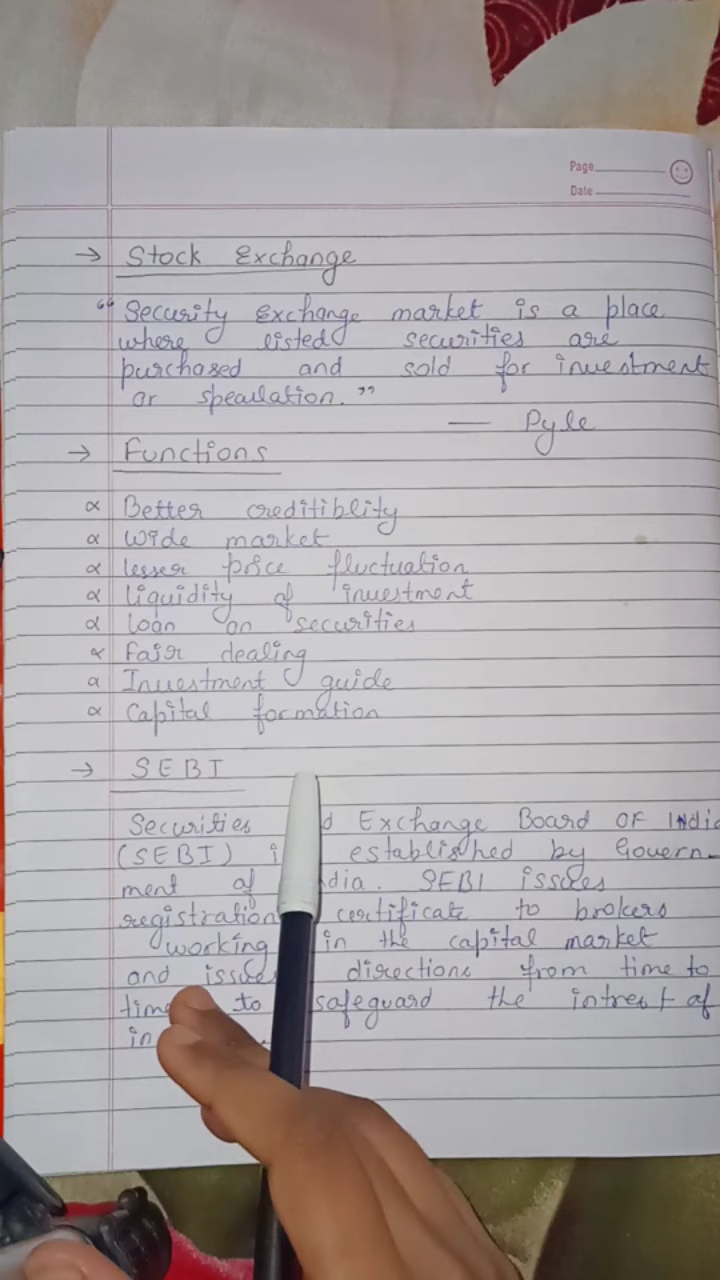 Page
Date
→ Stock Exchange
“ Security Exchange market is a place
where listed securities are
purchased and sold for investment
or speculation. ”
— Pyle
→ Functions
∝ Better creditiblity
∝ Wide market
∝ lesser price fluctuation
∝ liquidity of investment
∝ loan on securities
∝ Fair dealing
∝ Investment guide
∝ Capital formation
→ SEBI
Securities Exchange Board OF India
(SEBI) established by Govern-
ment of SEBI issues
registration certificate to brokers
working in the capital market
and issues directions from time to
time to safeguard the intrest of